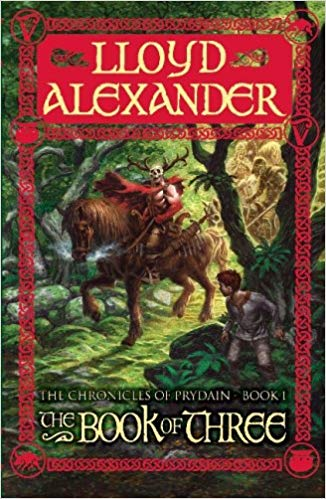 LLOYD
ALEXANDER
THE CHRONICLES OF PRYDAIN - BOOK I
THE BOOK OF THREE